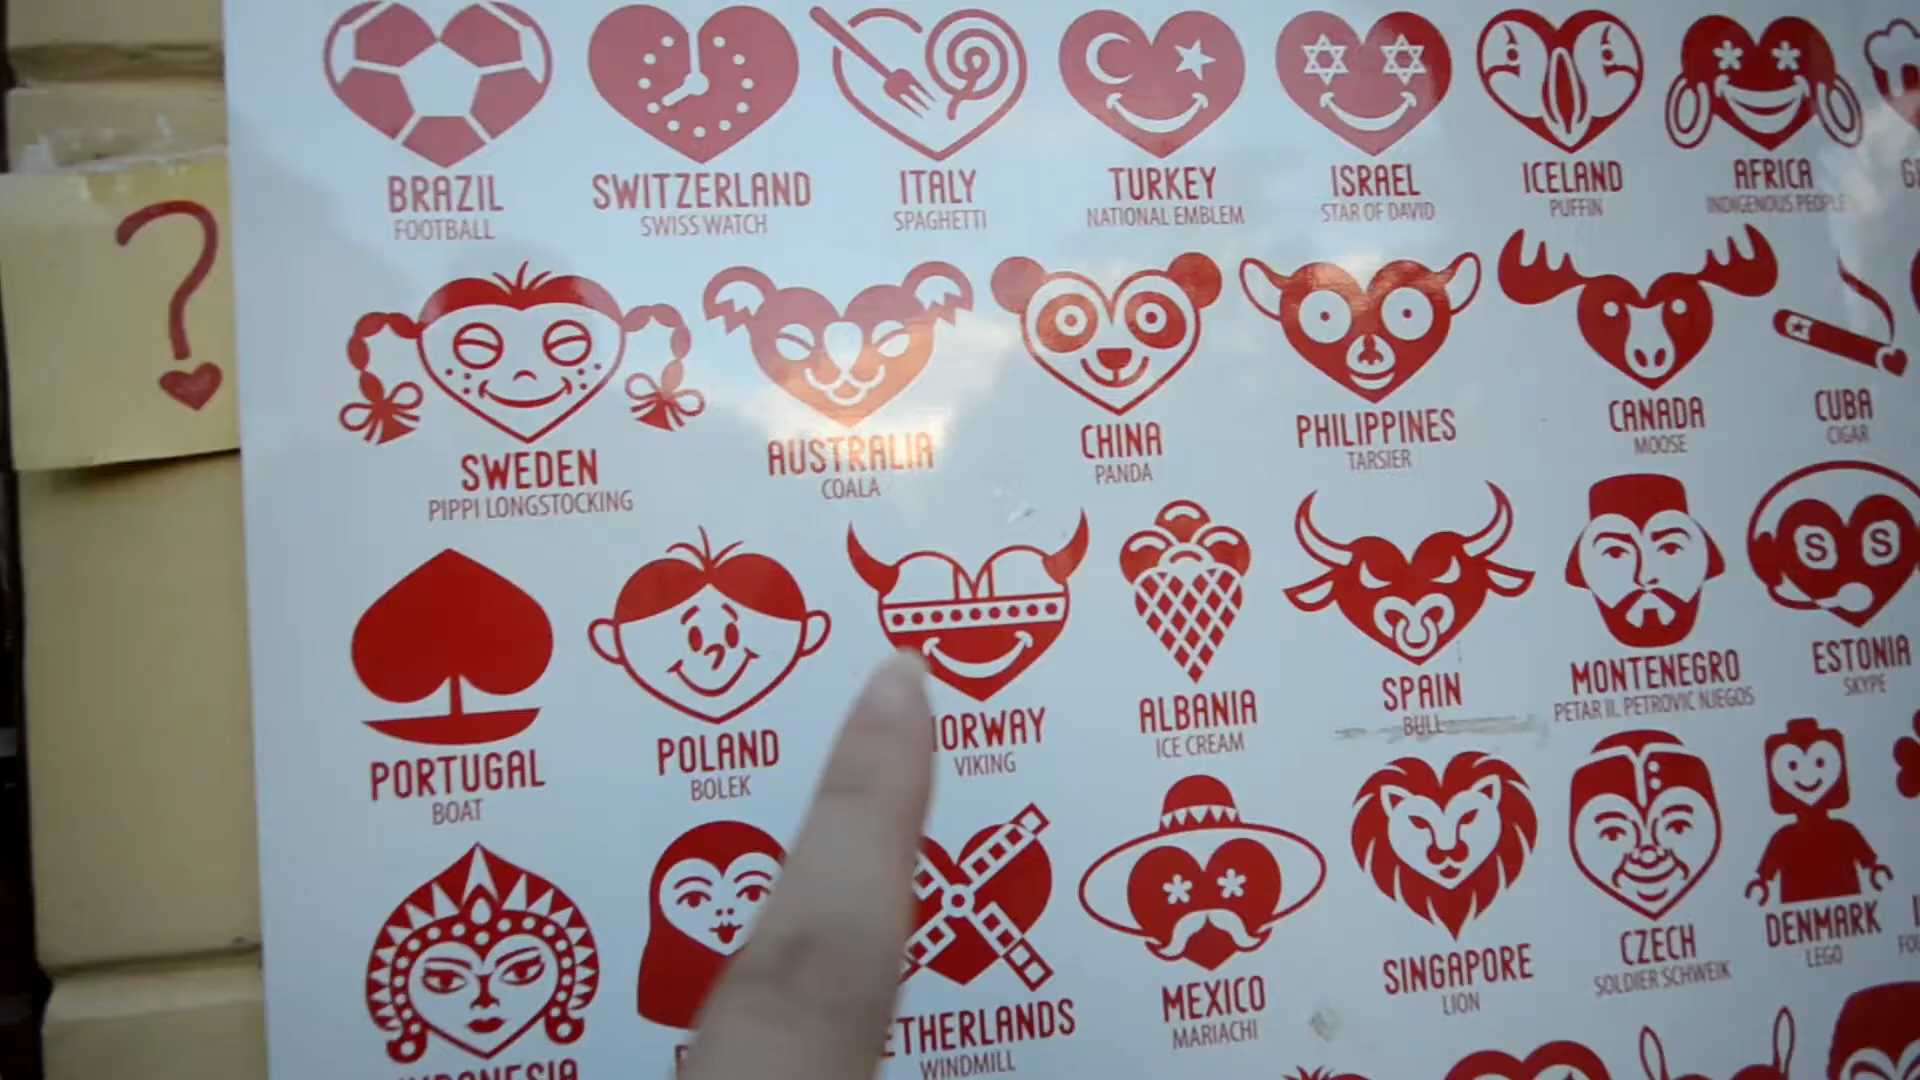 ?
BRAZIL
FOOTBALL
SWITZERLAND
SWISS WATCH
ITALY
SPAGHETTI
TURKEY
NATIONAL EMBLEM
ISRAEL
STAR OF DAVID
ICELAND
PUFFIN
AFRICA
INDIGENOUS PEOPLE
SWEDEN
PIPPI LONGSTOCKING
AUSTRALIA
COALA
CHINA
PANDA
PHILIPPINES
TARSIER
CANADA
MOOSE
CUBA
CIGAR
PORTUGAL
BOAT
POLAND
BOLEK
NORWAY
VIKING
ALBANIA
ICE CREAM
SPAIN
BULL
MONTENEGRO
PETAR II. PETROVIC NJEGOS
S S
ESTONIA
SKYPE
INDONESIA
ETHERLANDS
WINDMILL
MEXICO
MARIACHI
SINGAPORE
LION
CZECH
SOLDIER SCHWEIK
DENMARK
LEGO